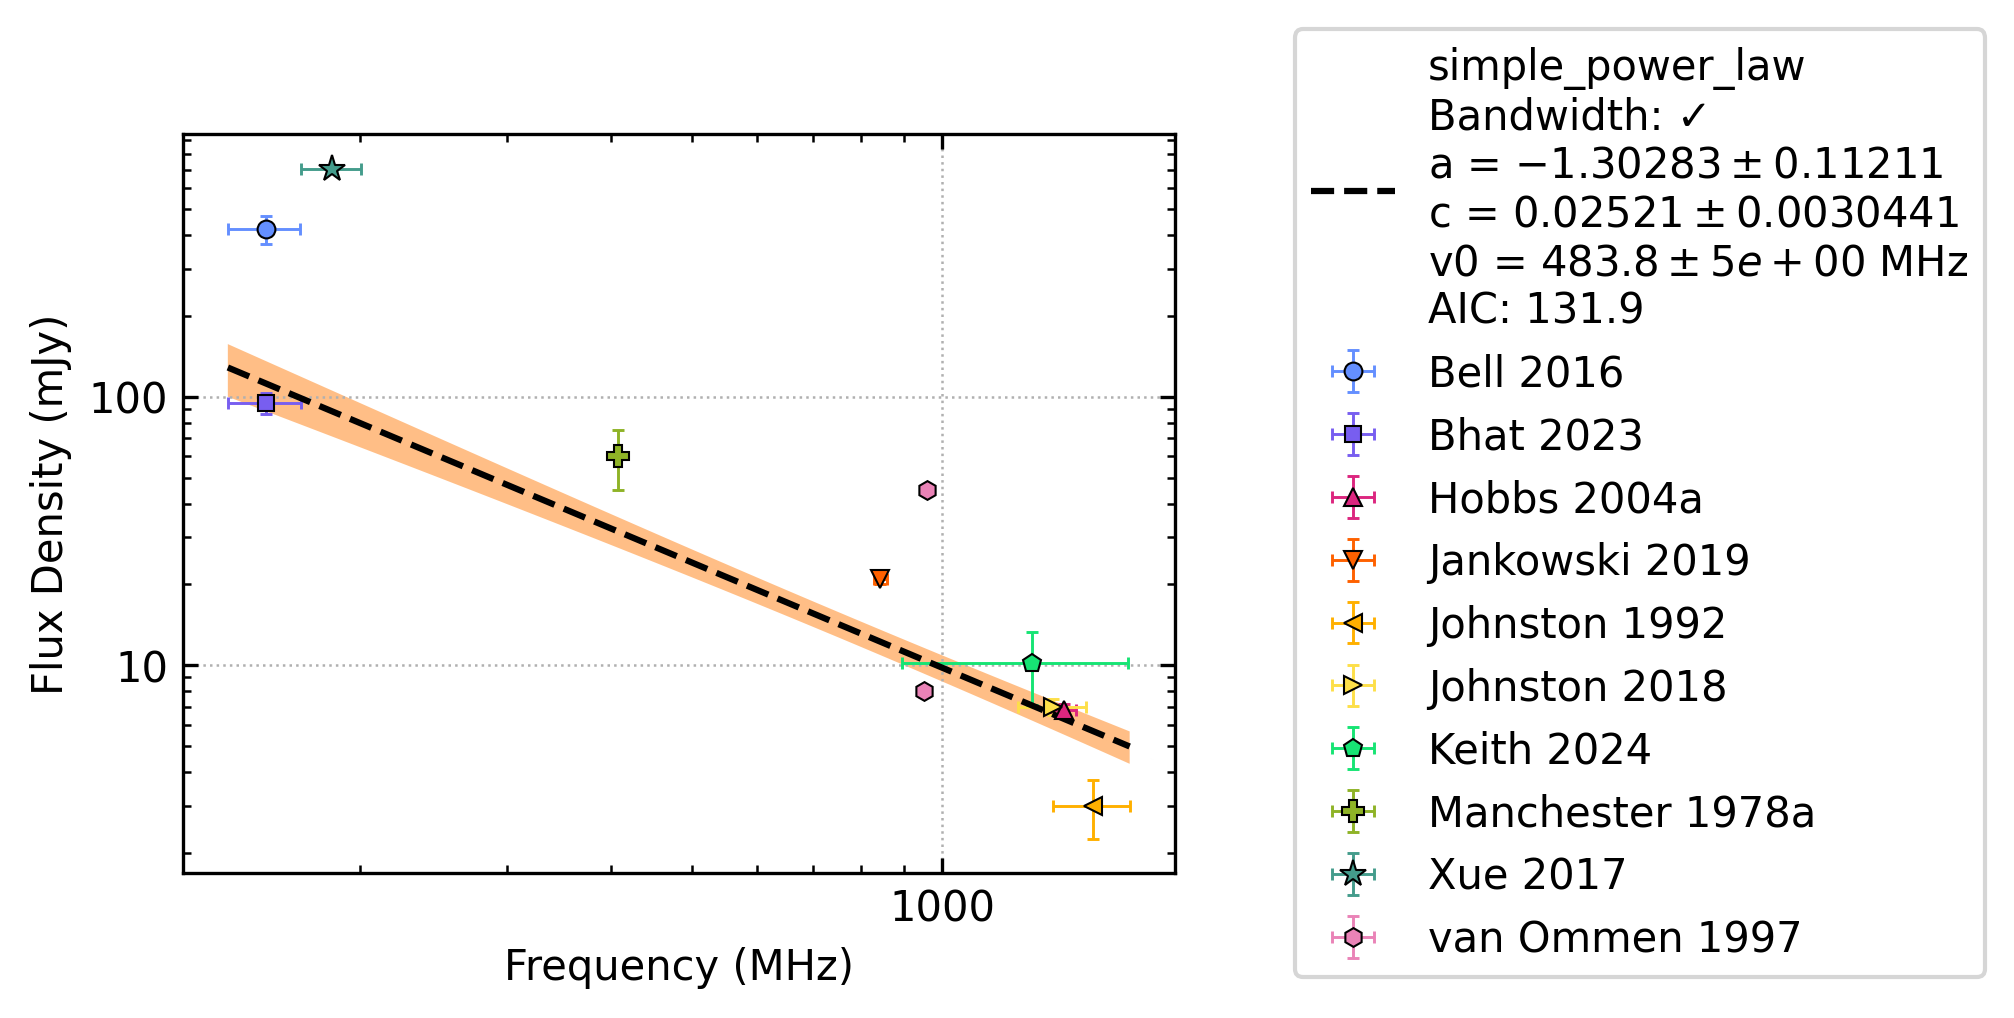 simple_power_law
Bandwidth: ✓
a = −1.30283 ± 0.11211
c = 0.02521 ± 0.0030441
v0 = 483.8 ± 5e + 00 MHz
AIC: 131.9
Bell 2016
Bhat 2023
Hobbs 2004a
Jankowski 2019
Johnston 1992
Johnston 2018
Keith 2024
Manchester 1978a
Xue 2017
van Ommen 1997
Flux Density (mJy)
100
10
1000
Frequency (MHz)